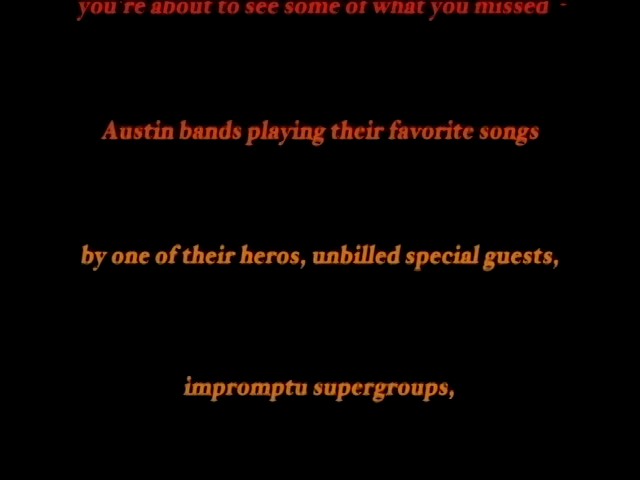 you're about to see some of what you missed -
Austin bands playing their favorite songs
by one of their heros, unbilled special guests,
impromptu supergroups,